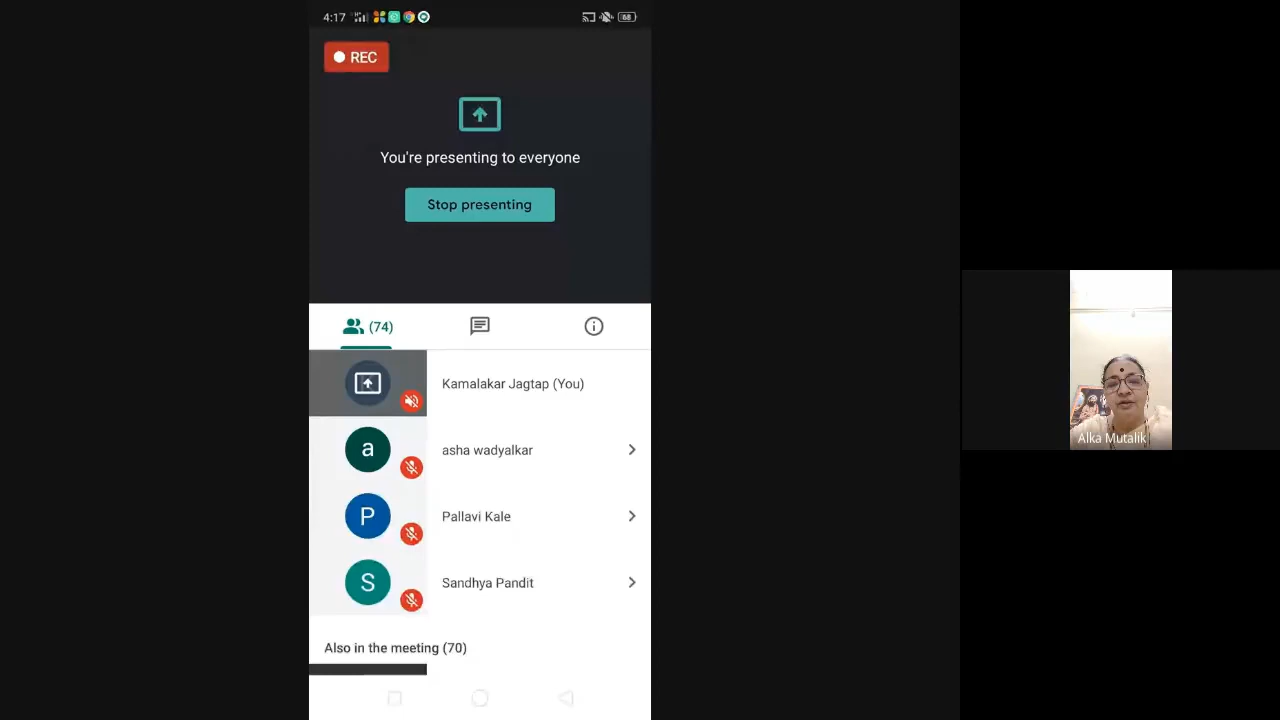 4:17
68
REC
You're presenting to everyone
Stop presenting
(74)
Kamalakar Jagtap (You)
a
asha wadyalkar
P
Pallavi Kale
S
Sandhya Pandit
Also in the meeting (70)
Alka Mutalik